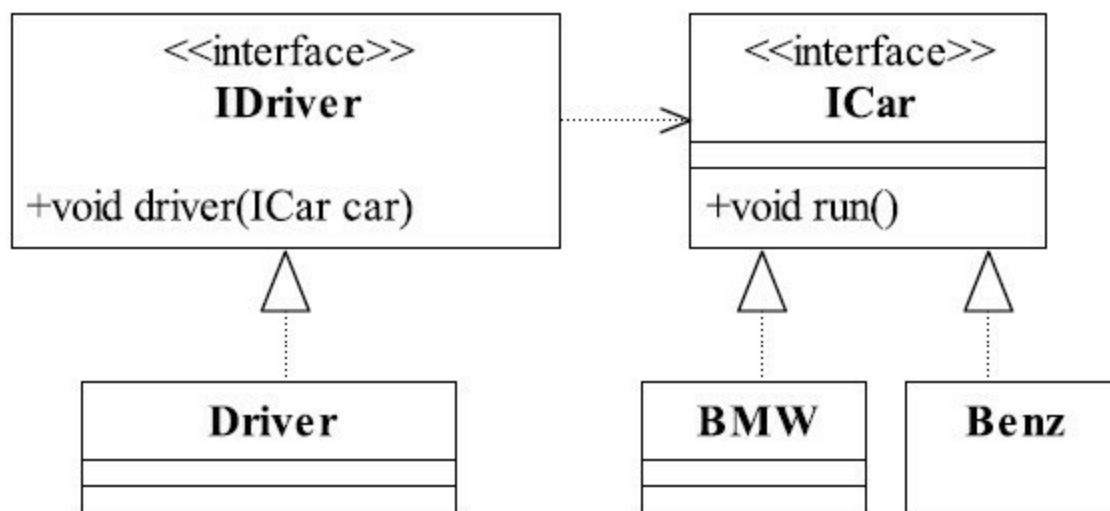 <<interface>>
IDriver
+void driver(ICar car)
<<interface>>
ICar
+void run()
Driver
BMW
Benz